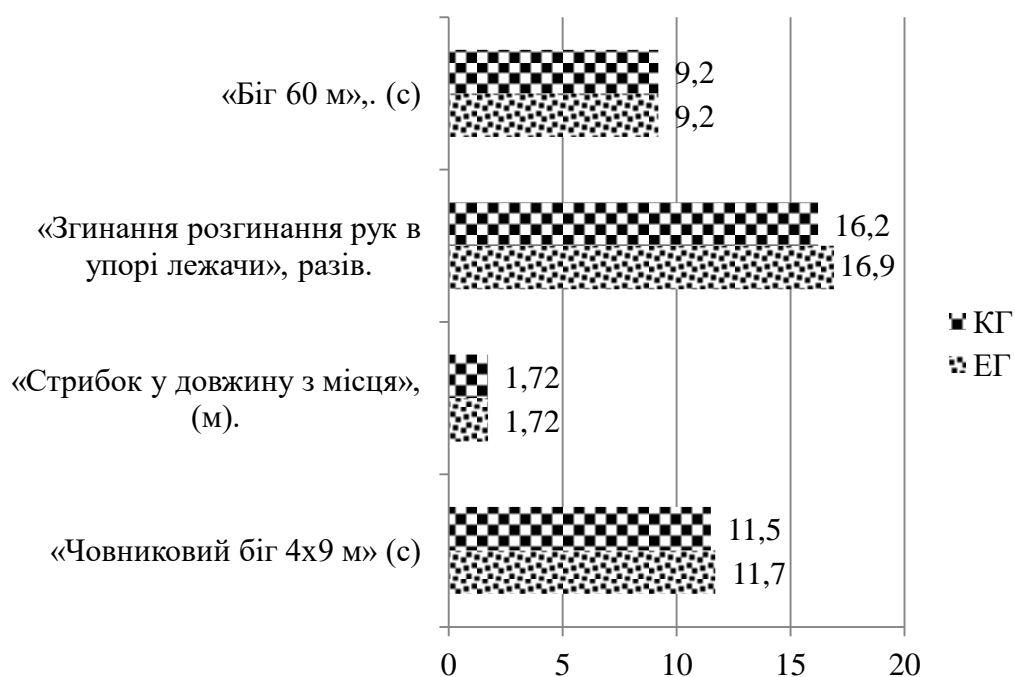 «Біг 60 м»,. (с)
9,2
9,2
«Згинання розгинання рук в
упорі лежачи», разів.
16,2
16,9
«Стрибок у довжину з місця»,
(м).
1,72
1,72
«Човниковий біг 4х9 м» (с)
11,5
11,7
КГ
ЕГ
0 5 10 15 20